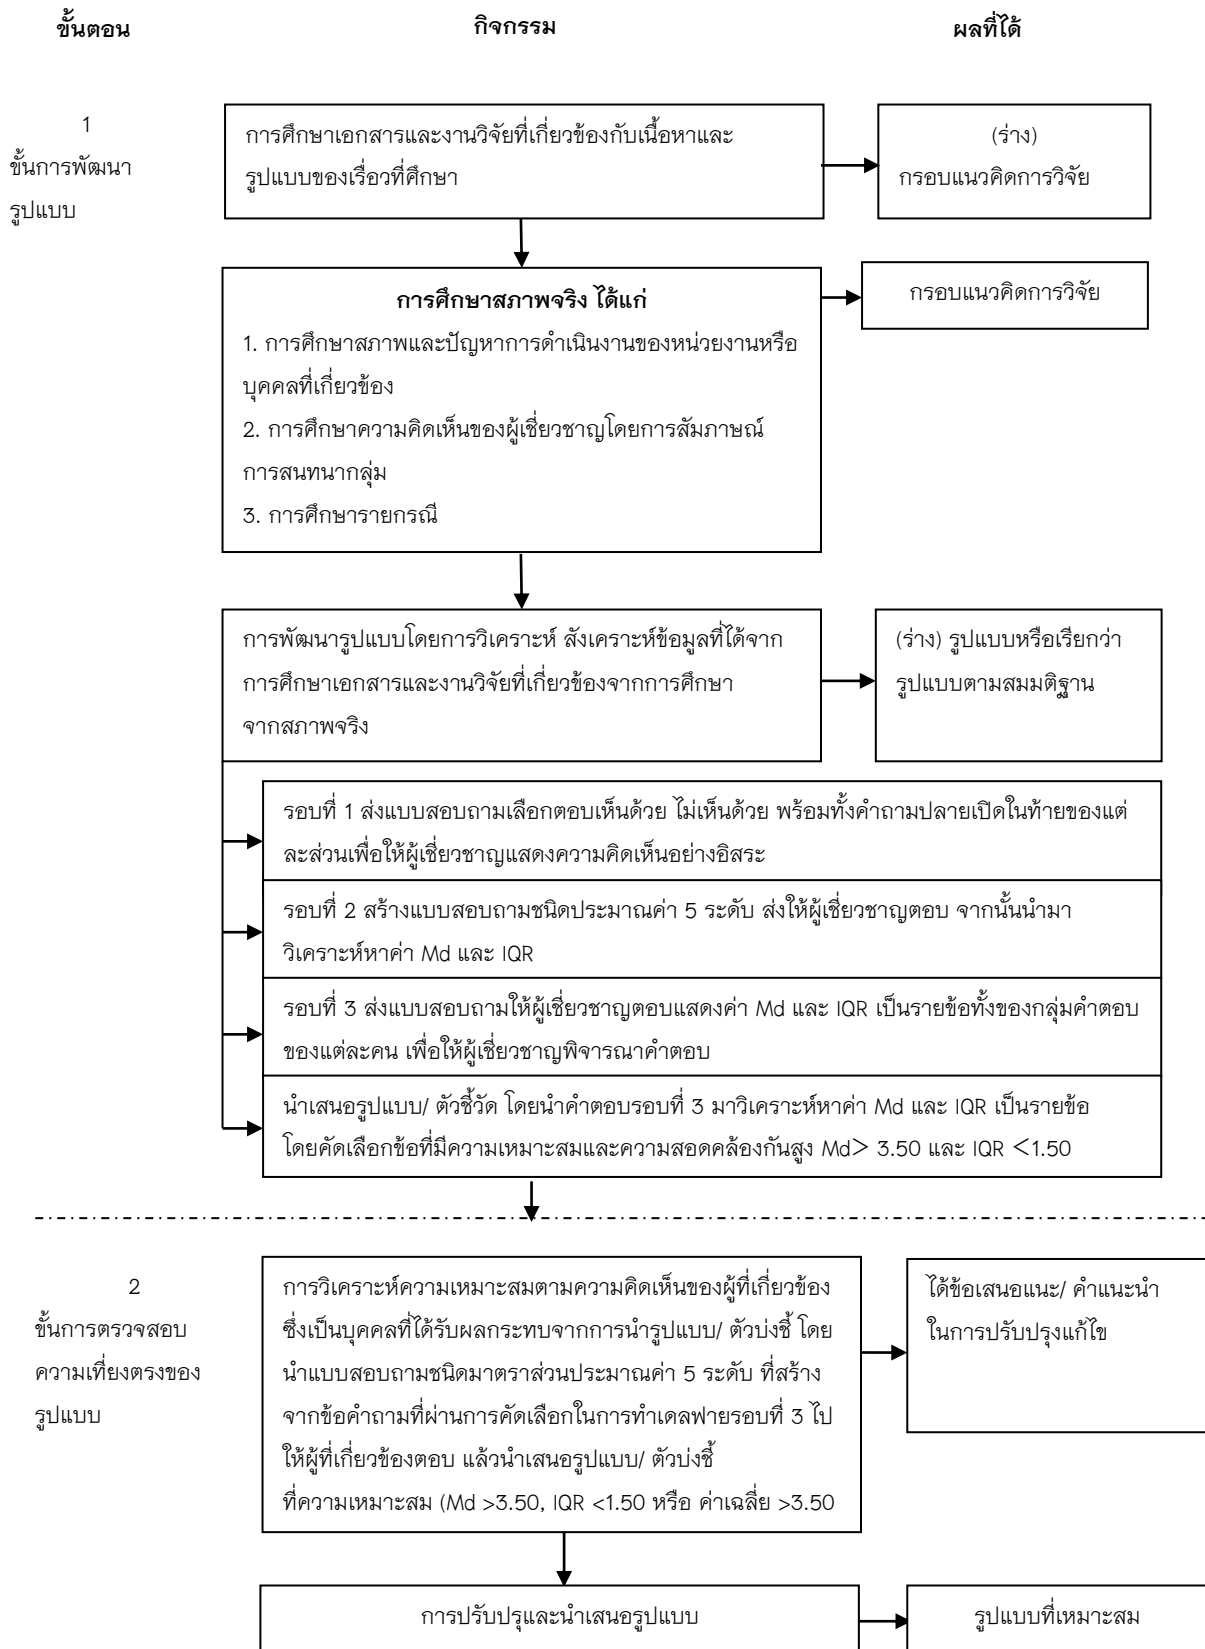 ขั้นตอน
กิจกรรม
ผลที่ได้
1
ขั้นการพัฒนา
รูปแบบ
การศึกษาเอกสารและงานวิจัยที่เกี่ยวข้องกับเนื้อหาและ
รูปแบบของเรื่อวที่ศึกษา
(ร่าง)
กรอบแนวคิดการวิจัย
การศึกษาสภาพจริง ได้แก่
1. การศึกษาสภาพและปัญหาการดำเนินงานของหน่วยงานหรือ
บุคคลที่เกี่ยวข้อง
2. การศึกษาความคิดเห็นของผู้เชี่ยวชาญโดยการสัมภาษณ์
การสนทนากลุ่ม
3. การศึกษารายกรณี
กรอบแนวคิดการวิจัย
การพัฒนารูปแบบโดยการวิเคราะห์ สังเคราะห์ข้อมูลที่ได้จาก
การศึกษาเอกสารและงานวิจัยที่เกี่ยวข้องจากการศึกษา
จากสภาพจริง
(ร่าง) รูปแบบหรือเรียกว่า
รูปแบบตามสมมติฐาน
รอบที่ 1 ส่งแบบสอบถามเลือกตอบเห็นด้วย ไม่เห็นด้วย พร้อมทั้งคำถามปลายเปิดในท้ายของแต่
ละส่วนเพื่อให้ผู้เชี่ยวชาญแสดงความคิดเห็นอย่างอิสระ
รอบที่ 2 สร้างแบบสอบถามชนิดประมาณค่า 5 ระดับ ส่งให้ผู้เชี่ยวชาญตอบ จากนั้นนำมา
วิเคราะห์หาค่า Md และ IQR
รอบที่ 3 ส่งแบบสอบถามให้ผู้เชี่ยวชาญตอบแสดงค่า Md และ IQR เป็นรายข้อทั้งของกลุ่มคำตอบ
ของแต่ละคน เพื่อให้ผู้เชี่ยวชาญพิจารณาคำตอบ
นำเสนอรูปแบบ/ ตัวชี้วัด โดยนำคำตอบรอบที่ 3 มาวิเคราะห์หาค่า Md และ IQR เป็นรายข้อ
โดยคัดเลือกข้อที่มีความเหมาะสมและความสอดคล้องกันสูง Md> 3.50 และ IQR <1.50
2
ขั้นการตรวจสอบ
ความเที่ยงตรงของ
รูปแบบ
การวิเคราะห์ความเหมาะสมตามความคิดเห็นของผู้ที่เกี่ยวข้อง
ซึ่งเป็นบุคคลที่ได้รับผลกระทบจากการนำรูปแบบ/ ตัวบ่งชี้ โดย
นำแบบสอบถามชนิดมาตราส่วนประมาณค่า 5 ระดับ ที่สร้าง
จากข้อคำถามที่ผ่านการคัดเลือกในการทำเดลฟายรอบที่ 3 ไป
ให้ผู้ที่เกี่ยวข้องตอบ แล้วนำเสนอรูปแบบ/ ตัวบ่งชี้
ที่ความเหมาะสม (Md >3.50, IQR <1.50 หรือ ค่าเฉลี่ย >3.50
ได้ข้อเสนอแนะ/ คำแนะนำ
ในการปรับปรุงแก้ไข
การปรับปรุและนำเสนอรูปแบบ
รูปแบบที่เหมาะสม